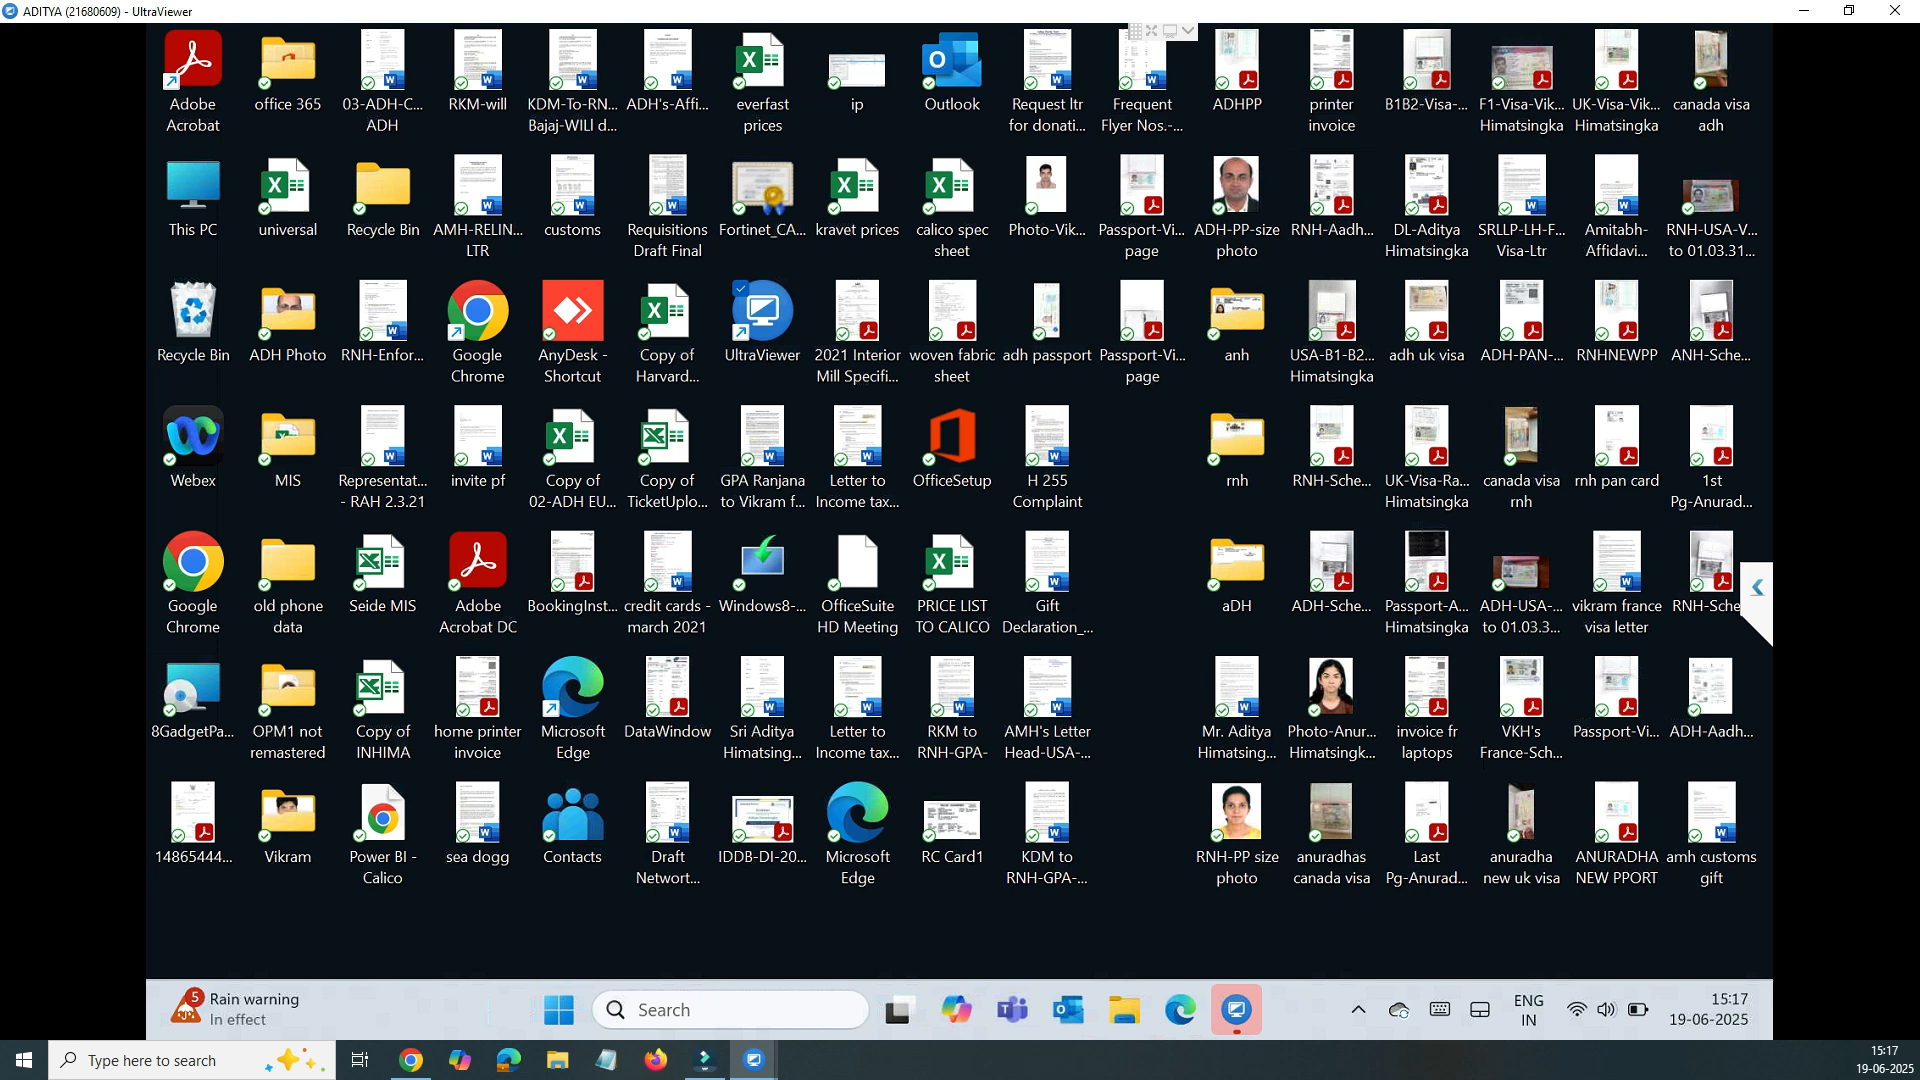 ADITYA (21680609) - UltraViewer
Adobe
Acrobat
office 365
03-ADH-C...
ADH
RKM-will
KDM-To-RN...
Bajaj-WILl d...
ADH's-Affi...
everfast
prices
ip
Outlook
Request ltr
for donati...
Frequent
Flyer Nos.-...
ADHPP
printer
invoice
B1B2-Visa-...
F1-Visa-Vik...
Himatsingka
UK-Visa-Vik...
Himatsingka
canada visa
adh
This PC
universal
Recycle Bin
AMH-RELIN...
LTR
customs
Requisitions
Draft Final
Fortinet_CA...
kravet prices
calico spec
sheet
Photo-Vik...
Passport-Vi...
page
ADH-PP-size
photo
RNH-Aadh...
DL-Aditya
Himatsingka
SRLLP-LH-F...
Visa-Ltr
Amitabh-
Affidavi...
RNH-USA-V...
to 01.03.31...
Recycle Bin
ADH Photo
RNH-Enfor...
Google
Chrome
AnyDesk -
Shortcut
Copy of
Harvard...
UltraViewer
2021 Interior
Mill Specifi...
woven fabric
sheet
adh passport
Passport-Vi...
page
anh
USA-B1-B2...
Himatsingka
adh uk visa
ADH-PAN-...
RNHNEWPP
ANH-Sche...
Webex
MIS
Representat...
- RAH 2.3.21
invite pf
Copy of
02-ADH EU...
Copy of
TicketUplo...
GPA Ranjana
to Vikram f...
Letter to
Income tax...
OfficeSetup
H 255
Complaint
rnh
RNH-Sche...
UK-Visa-Ra...
Himatsingka
canada visa
rnh
rnh pan card
1st
Pg-Anurad...
Google
Chrome
old phone
data
Seide MIS
Adobe
Acrobat DC
BookingInst...
credit cards -
march 2021
Windows8-...
OfficeSuite
HD Meeting
PRICE LIST
TO CALICO
Gift
Declaration_...
aDH
ADH-Sche...
Passport-A...
Himatsingka
ADH-USA-...
to 01.03.3...
vikram france
visa letter
RNH-Sche
8GadgetPa...
OPM1 not
remastered
Copy of
INHIMA
home printer
invoice
Microsoft
Edge
DataWindow
Sri Aditya
Himatsing...
Letter to
Income tax...
RKM to
RNH-GPA-
AMH's Letter
Head-USA-...
Mr. Aditya
Himatsing...
Photo-Anur...
Himatsingk...
invoice fr
laptops
VKH's
France-Sch...
Passport-Vi...
ADH-Aadh...
14865444...
Vikram
Power BI -
Calico
sea dogg
Contacts
Draft
Networt...
IDDB-DI-20...
Microsoft
Edge
RC Card1
KDM to
RNH-GPA-...
RNH-PP size
photo
anuradhas
canada visa
Last
Pg-Anurad...
anuradha
new uk visa
ANURADHA
NEW PPORT
amh customs
gift
5
Rain warning
In effect
Search
ENG
IN
15:17
19-06-2025
Type here to search
15:17
19-06-2025